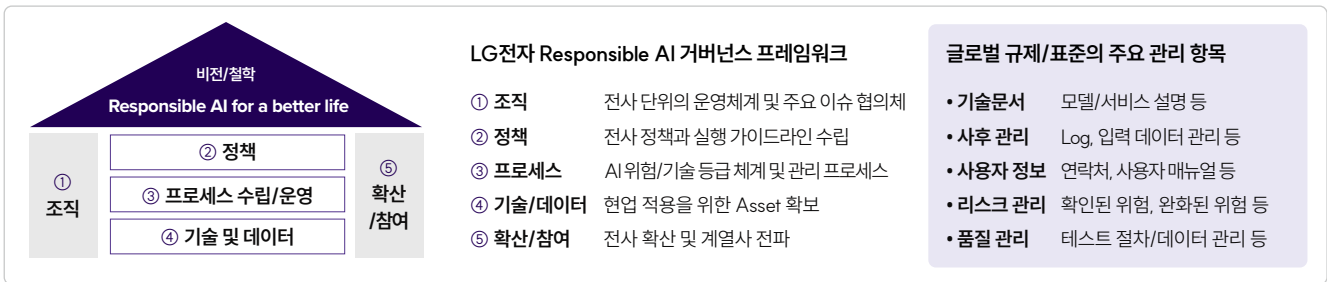 비전/철학
Responsible AI for a better life
①
조직
② 정책
③ 프로세스 수립/운영
④ 기술 및 데이터
⑤
확산
/참여
LG전자 Responsible AI 거버넌스 프레임워크
① 조직 전사 단위의 운영체계 및 주요 이슈 협의체
② 정책 전사 정책과 실행 가이드라인 수립
③ 프로세스 AI 위험/기술 등급 체계 및 관리 프로세스
④ 기술/데이터 현업 적용을 위한 Asset 확보
⑤ 확산/참여 전사 확산 및 계열사 전파
글로벌 규제/표준의 주요 관리 항목
• 기술문서 모델/서비스 설명 등
• 사후 관리 Log, 입력 데이터 관리 등
• 사용자 정보 연락처, 사용자 매뉴얼 등
• 리스크 관리 확인된 위험, 완화된 위험 등
• 품질 관리 테스트 절차/데이터 관리 등